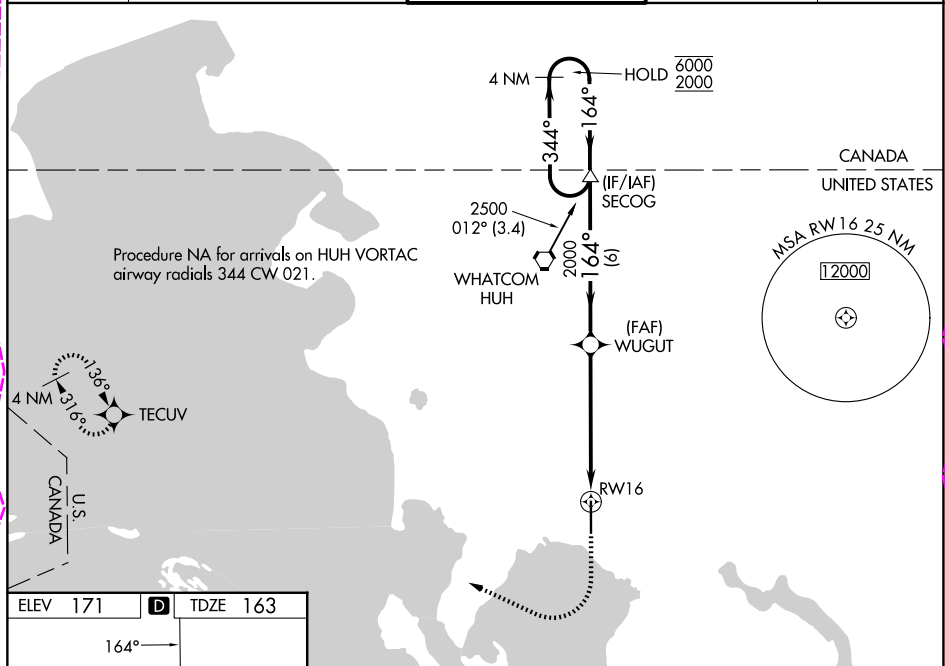 4 NM
HOLD
6000
2000
344°
164°
CANADA
UNITED STATES
(IF/IAF)
SECOG
2500
012° (3.4)
2000
164°
(6)
WHATCOM
HUH
Procedure NA for arrivals on HUH VORTAC
airway radials 344 CW 021.
MSA RW16 25 NM
12000
(FAF)
WUGUT
136°
316°
4 NM
TECUV
U.S.
CANADA
RW16
ELEV 171 D TDZE 163
164°